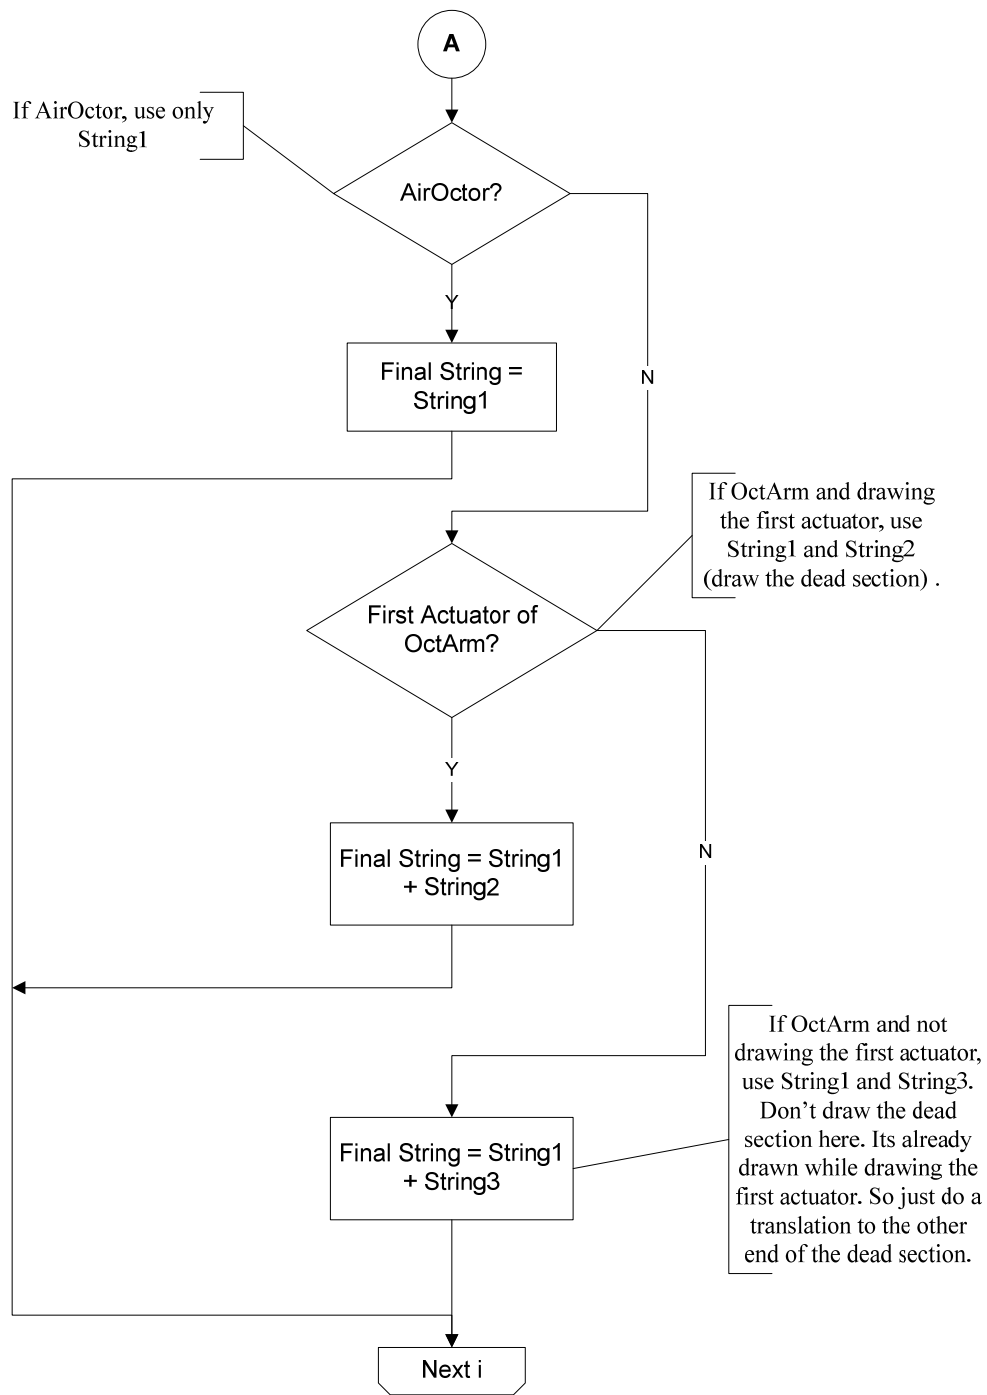 A
If AirOctor, use only
String1
AirOctor?
Y
Final String =
String1
N
If OctArm and drawing
the first actuator, use
String1 and String2
(draw the dead section) .
First Actuator of
OctArm?
Y
Final String = String1
+ String2
N
If OctArm and not
drawing the first actuator,
use String1 and String3.
Don't draw the dead
section here. Its already
drawn while drawing the
first actuator. So just do a
translation to the other
end of the dead section.
Final String = String1
+ String3
Next i